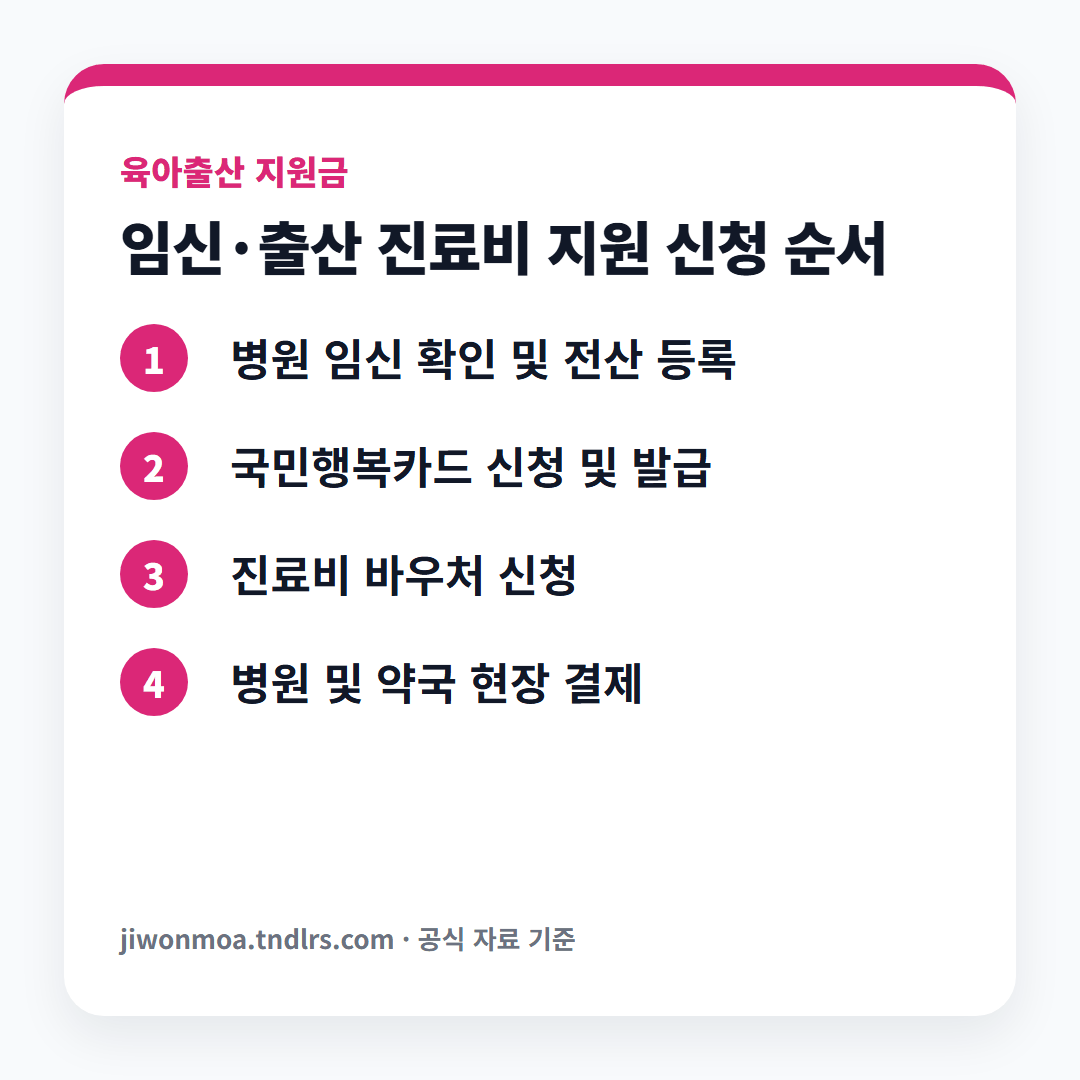 육아출산 지원금
임신·출산 진료비 지원 신청 순서
1 병원 임신 확인 및 전산 등록
2 국민행복카드 신청 및 발급
3 진료비 바우처 신청
4 병원 및 약국 현장 결제
jiwonmoa.tndlrs.com · 공식 자료 기준